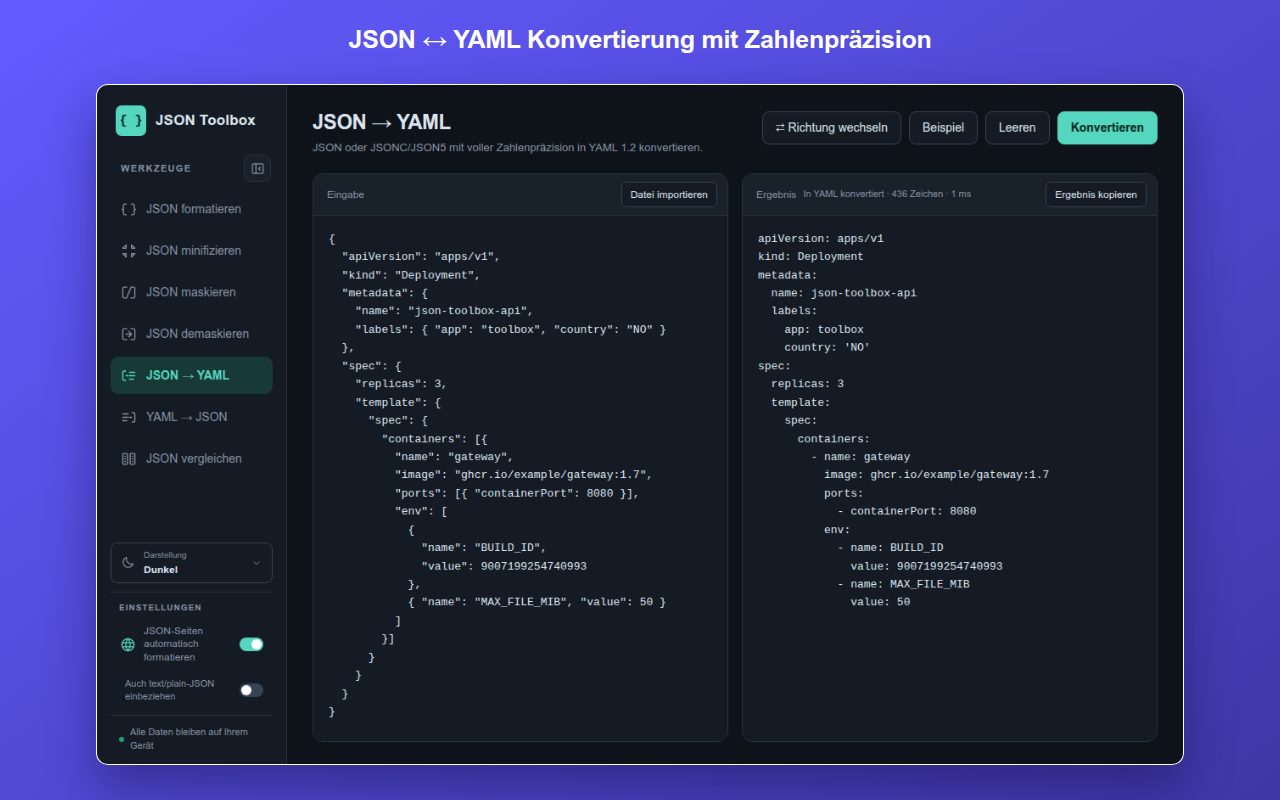 JSON ↔ YAML Konvertierung mit Zahlenpräzision
{ } JSON Toolbox
WERKZEUGE
JSON formatieren
JSON minifizieren
JSON maskieren
JSON demaskieren
JSON → YAML
YAML → JSON
JSON vergleichen
Darstellung
Dunkel
EINSTELLUNGEN
JSON-Seiten
automatisch
formatieren
Auch text/plain-JSON
einbeziehen
Alle Daten bleiben auf Ihrem
Gerät
JSON → YAML
JSON oder JSONC/JSON5 mit voller Zahlenpräzision in YAML 1.2 konvertieren.
⇄ Richtung wechseln
Beispiel
Leeren
Konvertieren
Eingabe
Datei importieren
{
  "apiVersion": "apps/v1",
  "kind": "Deployment",
  "metadata": {
    "name": "json-toolbox-api",
    "labels": { "app": "toolbox", "country": "NO" }
  },
  "spec": {
    "replicas": 3,
    "template": {
      "spec": {
        "containers": [{
          "name": "gateway",
          "image": "ghcr.io/example/gateway:1.7",
          "ports": [{ "containerPort": 8080 }],
          "env": [
            {
              "name": "BUILD_ID",
              "value": 9007199254740993
            },
            { "name": "MAX_FILE_MIB", "value": 50 }
          ]
        }]
      }
    }
  }
}
Ergebnis In YAML konvertiert · 436 Zeichen · 1 ms
Ergebnis kopieren
apiVersion: apps/v1
kind: Deployment
metadata:
  name: json-toolbox-api
  labels:
    app: toolbox
    country: 'NO'
spec:
  replicas: 3
  template:
    spec:
      containers:
        - name: gateway
          image: ghcr.io/example/gateway:1.7
          ports:
            - containerPort: 8080
          env:
            - name: BUILD_ID
              value: 9007199254740993
            - name: MAX_FILE_MIB
              value: 50